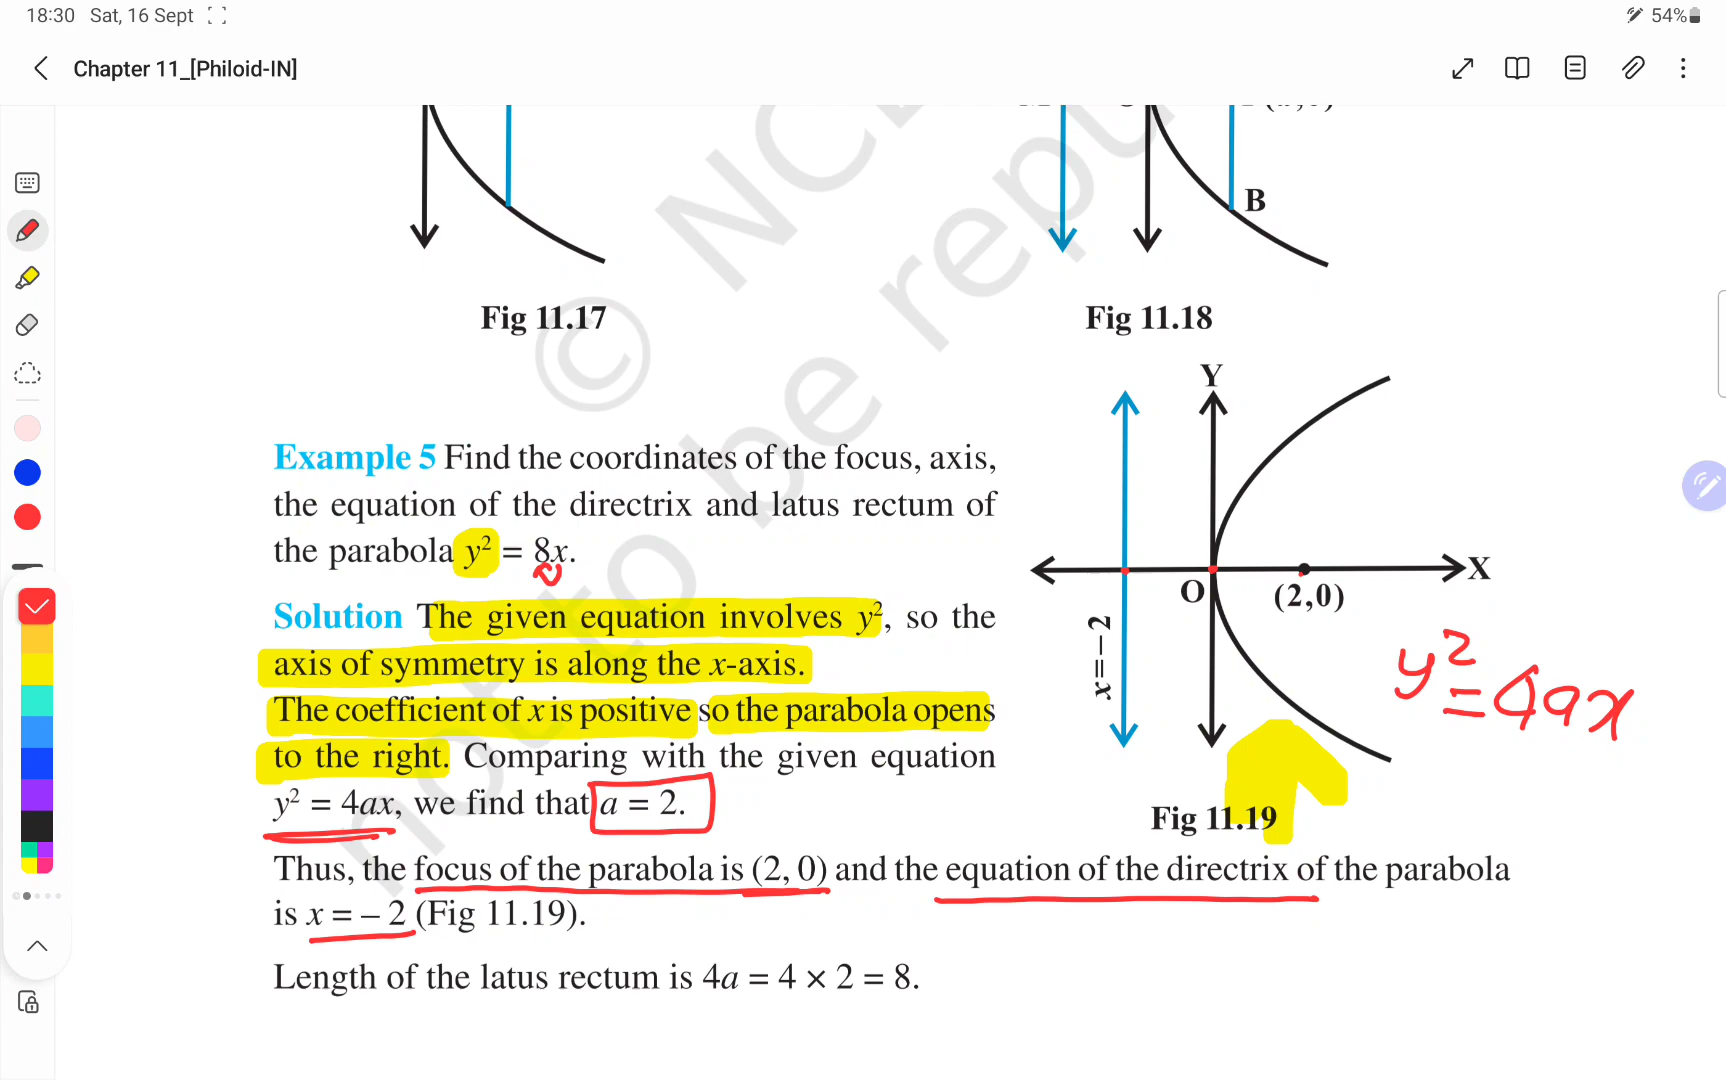 18:30 Sat, 16 Sept
54%
Chapter 11_[Philoid-IN]
B
Fig 11.17
Fig 11.18
© NCE
not to be repu
Y
Example 5 Find the coordinates of the focus, axis,
the equation of the directrix and latus rectum of
the parabola y² = 8x.
X
O
(2,0)
x=–2
Solution The given equation involves y², so the
axis of symmetry is along the x-axis.
The coefficient of x is positive so the parabola opens
to the right. Comparing with the given equation
y² = 4ax, we find that a = 2.
y² = 4ax
Fig 11.19
Thus, the focus of the parabola is (2, 0) and the equation of the directrix of the parabola
is x = – 2 (Fig 11.19).
Length of the latus rectum is 4a = 4 × 2 = 8.